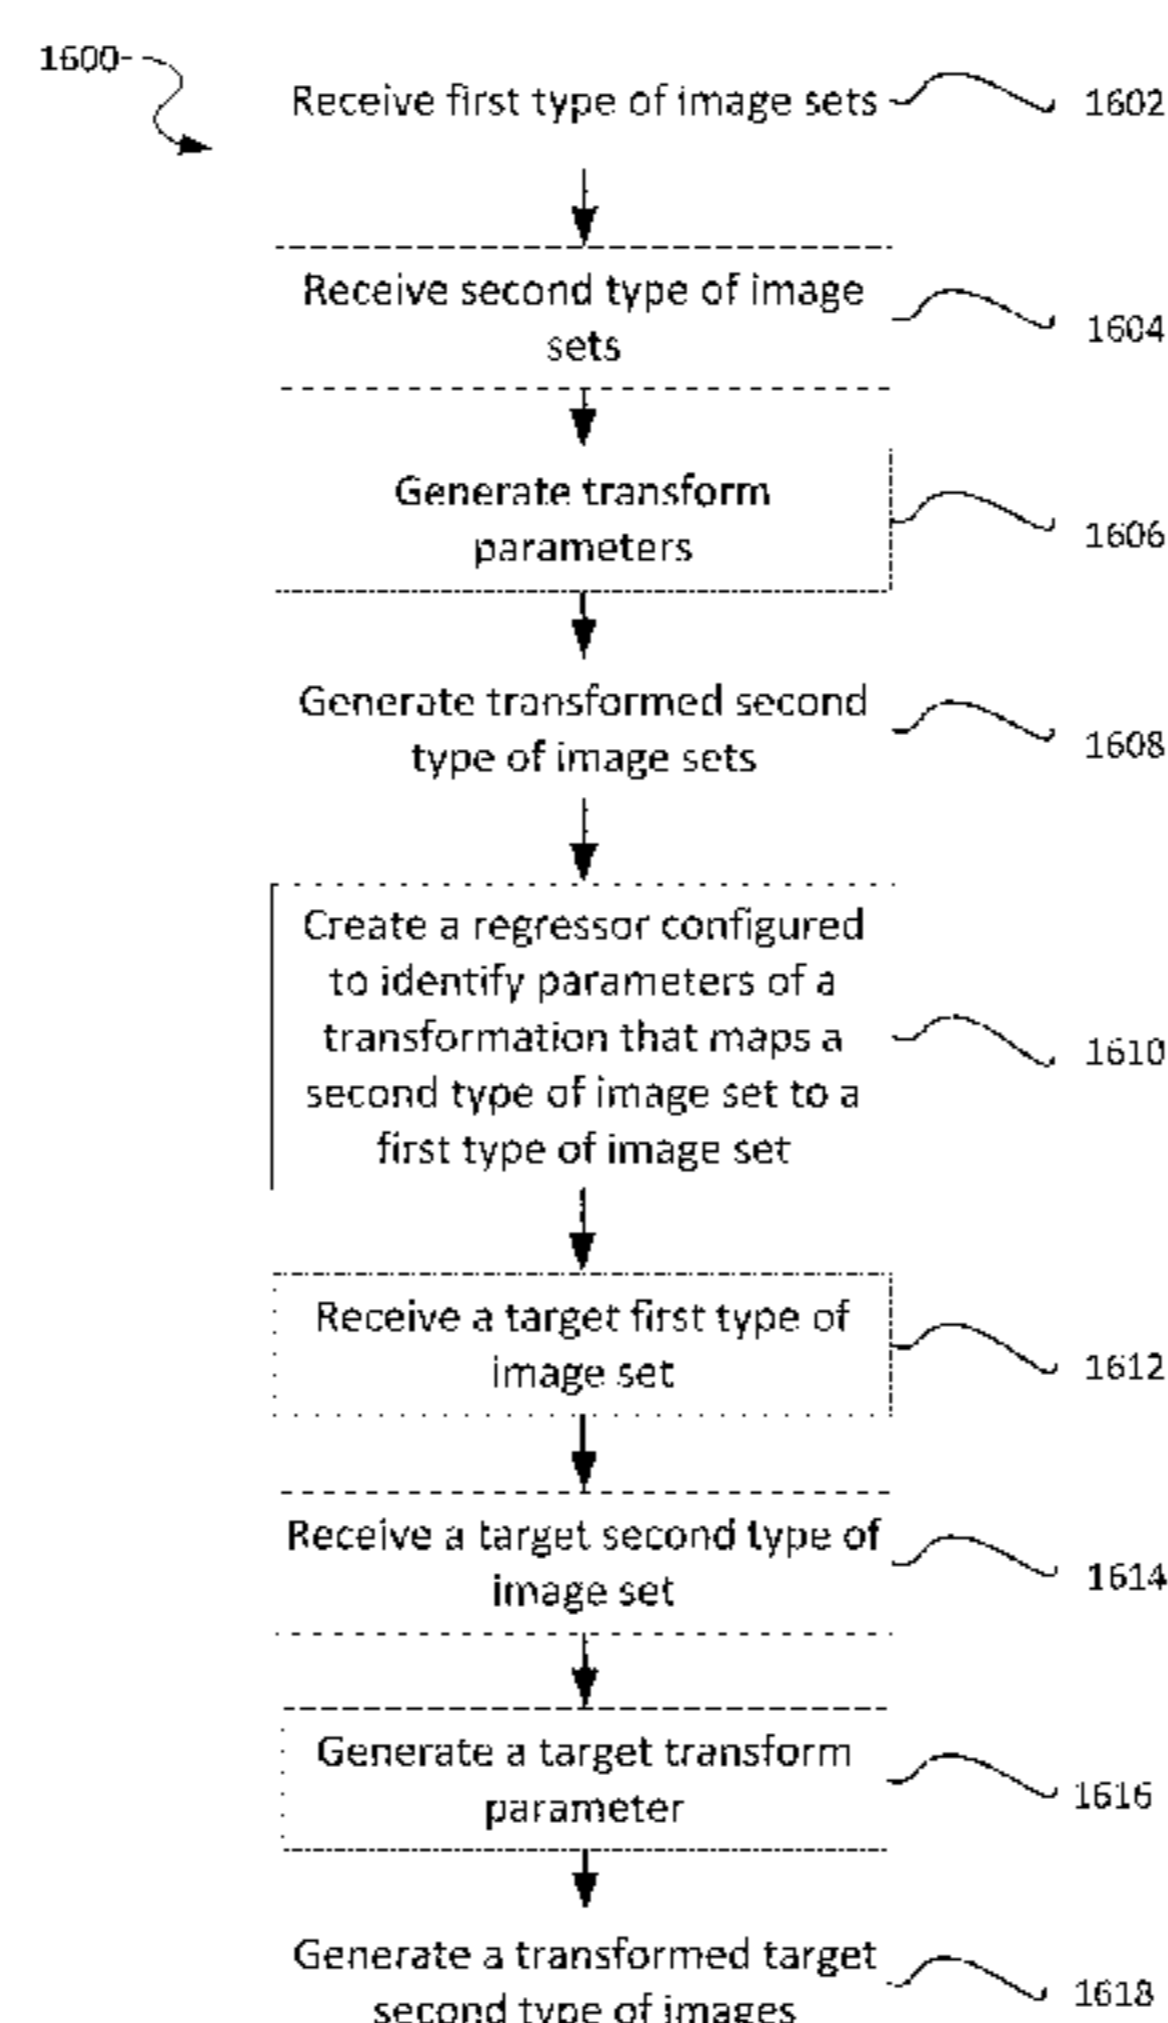 1600
Receive first type of image sets
1602
Receive second type of image
sets
1604
Generate transform
parameters
1606
Generate transformed second
type of image sets
1608
Create a regressor configured
to identify parameters of a
transformation that maps a
second type of image set to a
first type of image set
1610
Receive a target first type of
image set
1612
Receive a target second type of
image set
1614
Generate a target transform
parameter
1616
Generate a transformed target
second type of images
1618